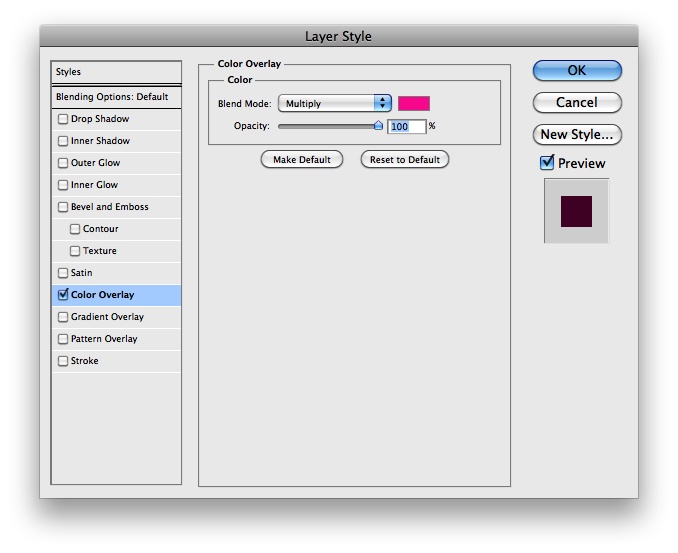 Layer Style
Styles
Blending Options: Default
Drop Shadow
Inner Shadow
Outer Glow
Inner Glow
Bevel and Emboss
Contour
Texture
Satin
Color Overlay
Gradient Overlay
Pattern Overlay
Stroke
Color Overlay
Color
Blend Mode: Multiply
Opacity: 100 %
Make Default Reset to Default
OK
Cancel
New Style...
Preview